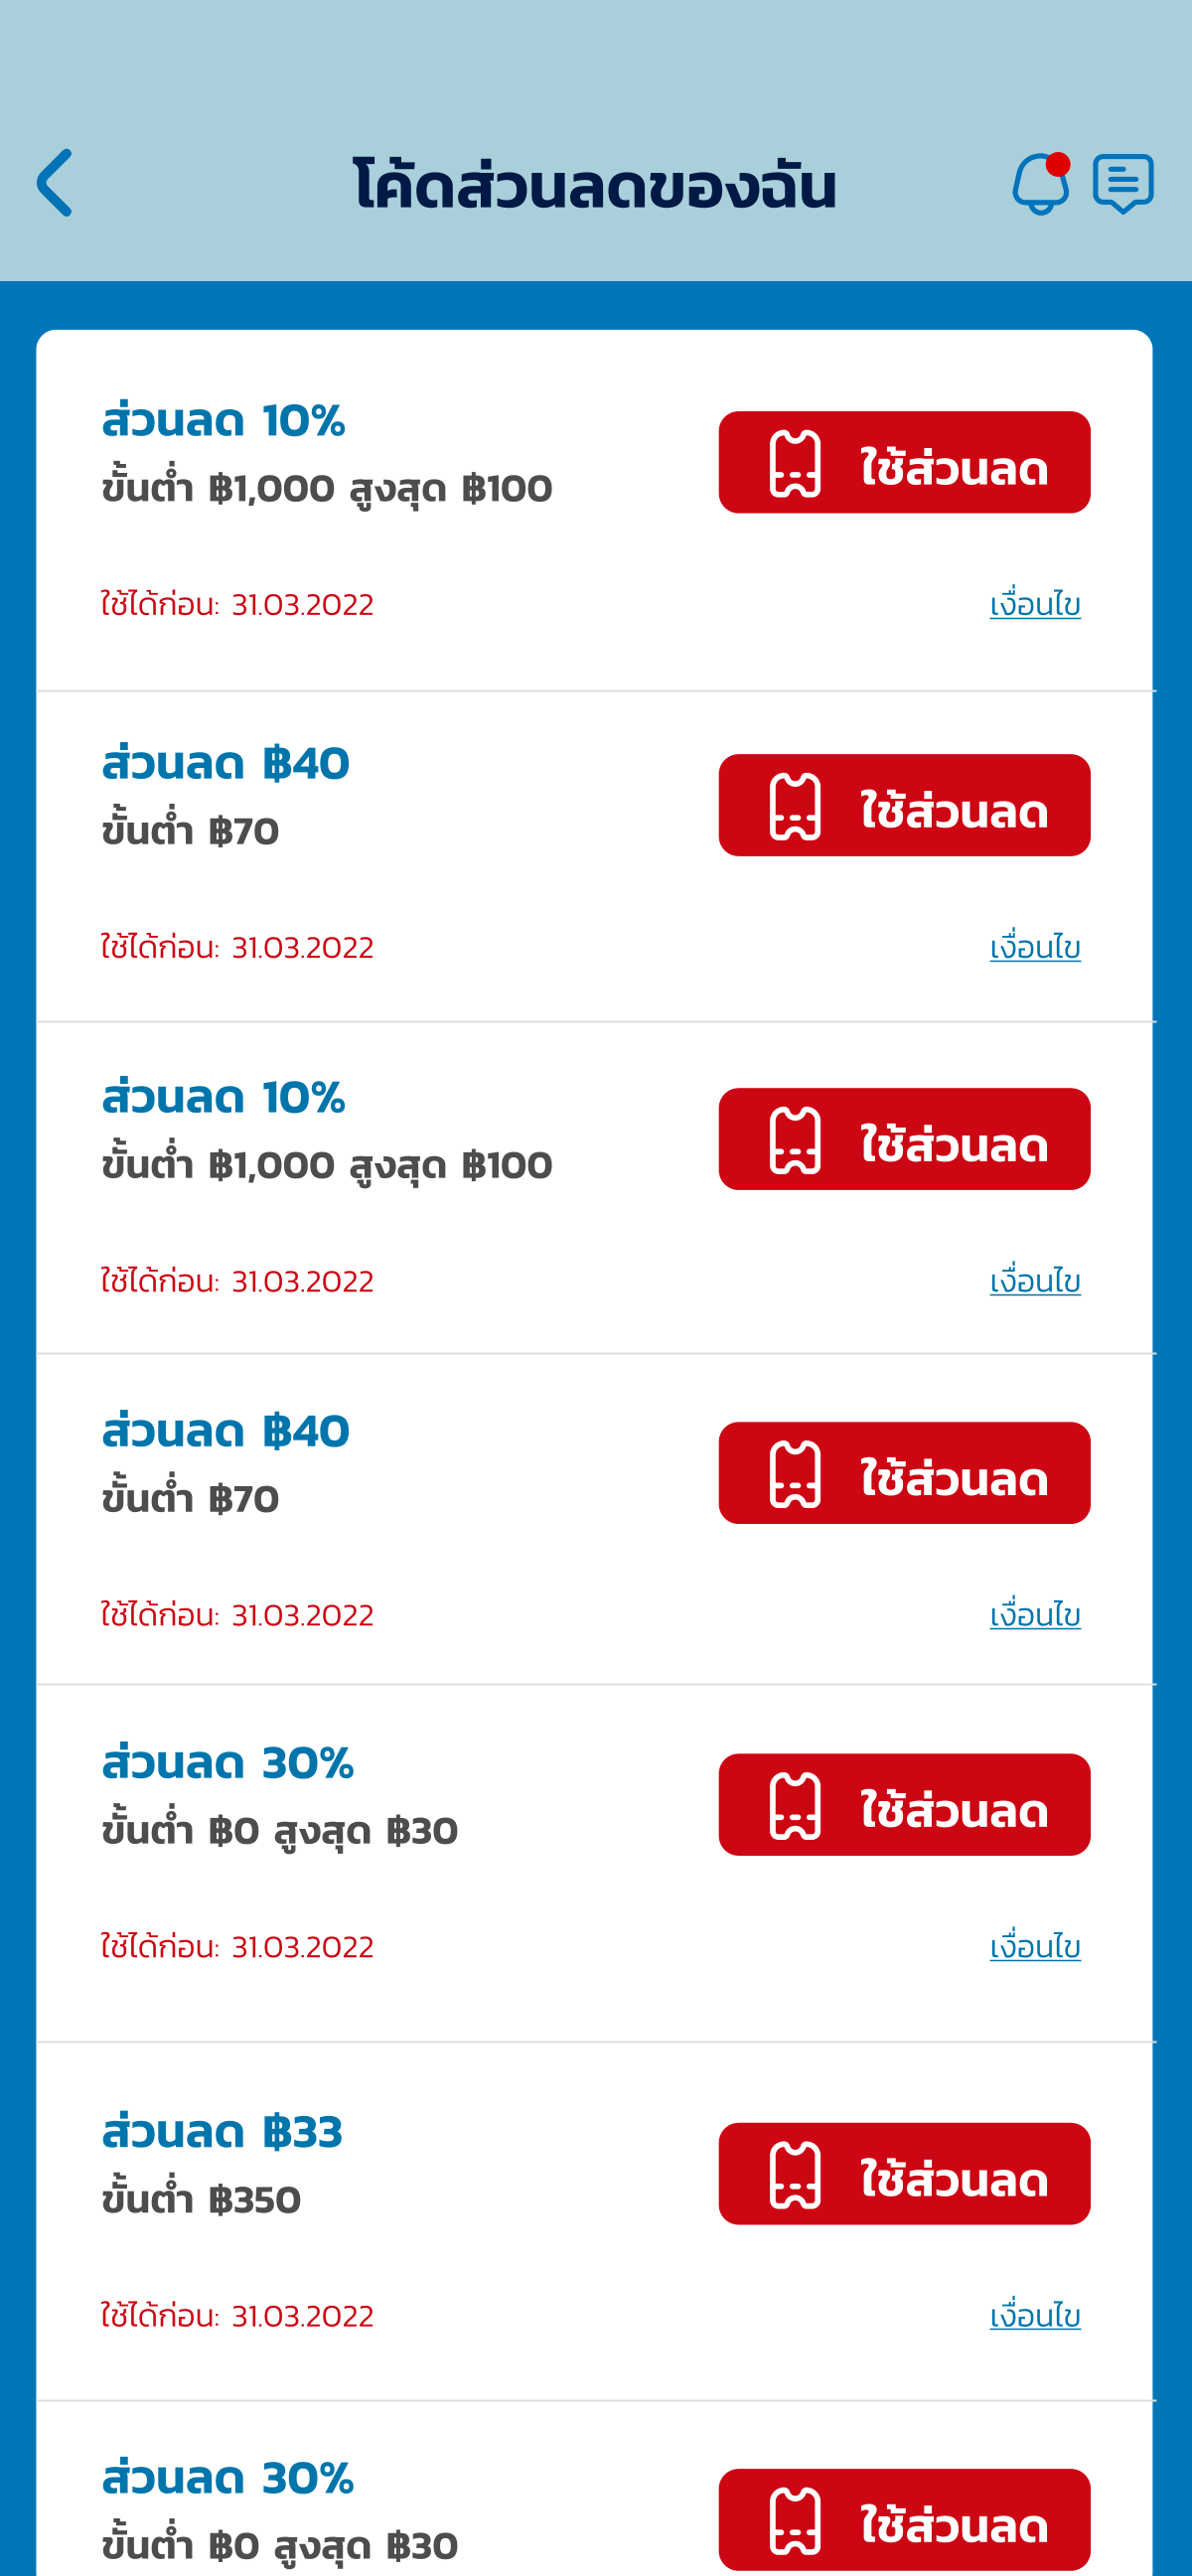 โค้ดส่วนลดของฉัน
ส่วนลด 10%
ขั้นต่ำ ฿1,000 สูงสุด ฿100
ใช้ส่วนลด
ใช้ได้ก่อน: 31.03.2022
เงื่อนไข
ส่วนลด ฿40
ขั้นต่ำ ฿70
ใช้ส่วนลด
ใช้ได้ก่อน: 31.03.2022
เงื่อนไข
ส่วนลด 10%
ขั้นต่ำ ฿1,000 สูงสุด ฿100
ใช้ส่วนลด
ใช้ได้ก่อน: 31.03.2022
เงื่อนไข
ส่วนลด ฿40
ขั้นต่ำ ฿70
ใช้ส่วนลด
ใช้ได้ก่อน: 31.03.2022
เงื่อนไข
ส่วนลด 30%
ขั้นต่ำ ฿0 สูงสุด ฿30
ใช้ส่วนลด
ใช้ได้ก่อน: 31.03.2022
เงื่อนไข
ส่วนลด ฿33
ขั้นต่ำ ฿350
ใช้ส่วนลด
ใช้ได้ก่อน: 31.03.2022
เงื่อนไข
ส่วนลด 30%
ขั้นต่ำ ฿0 สูงสุด ฿30
ใช้ส่วนลด